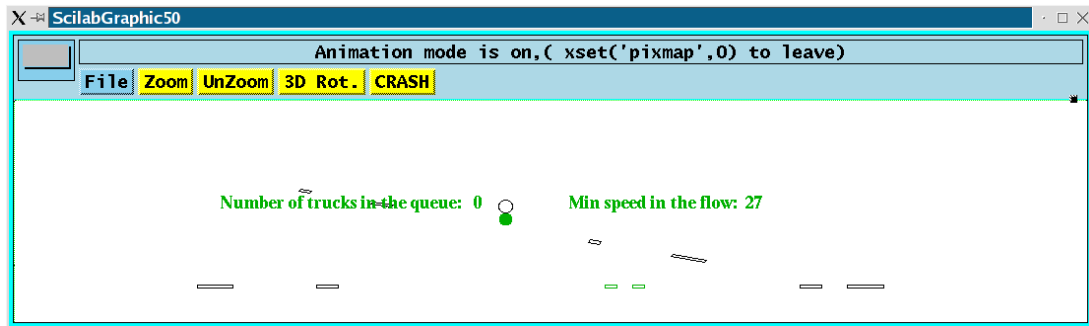 ScilabGraphic50
Animation mode is on,( xset('pixmap',0) to leave)
File Zoom UnZoom 3D Rot. CRASH
Number of trucks in the queue: 0 Min speed in the flow: 27